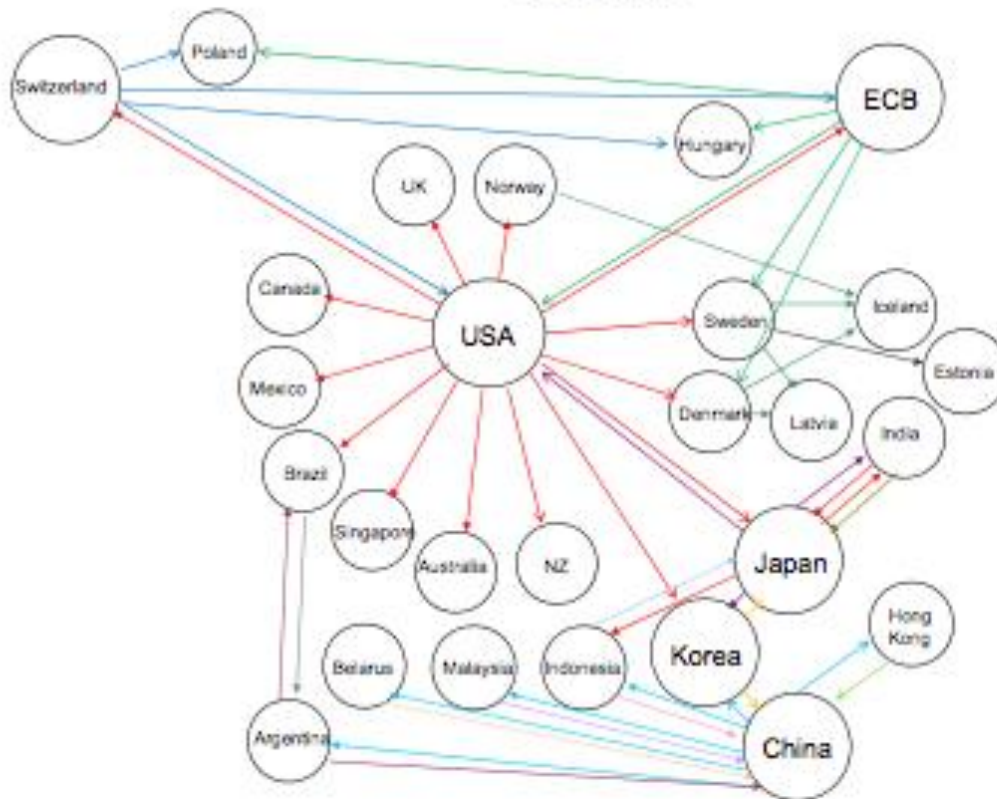 Poland
Switzerland
ECB
Hungary
UK
Norway
Canada
Iceland
USA
Sweden
Estonia
Mexico
Denmark
Latvia
India
Brazil
Singapore
Australia
NZ
Japan
Hong
Kong
Korea
Belarus
Malaysia
Indonesia
Argentina
China